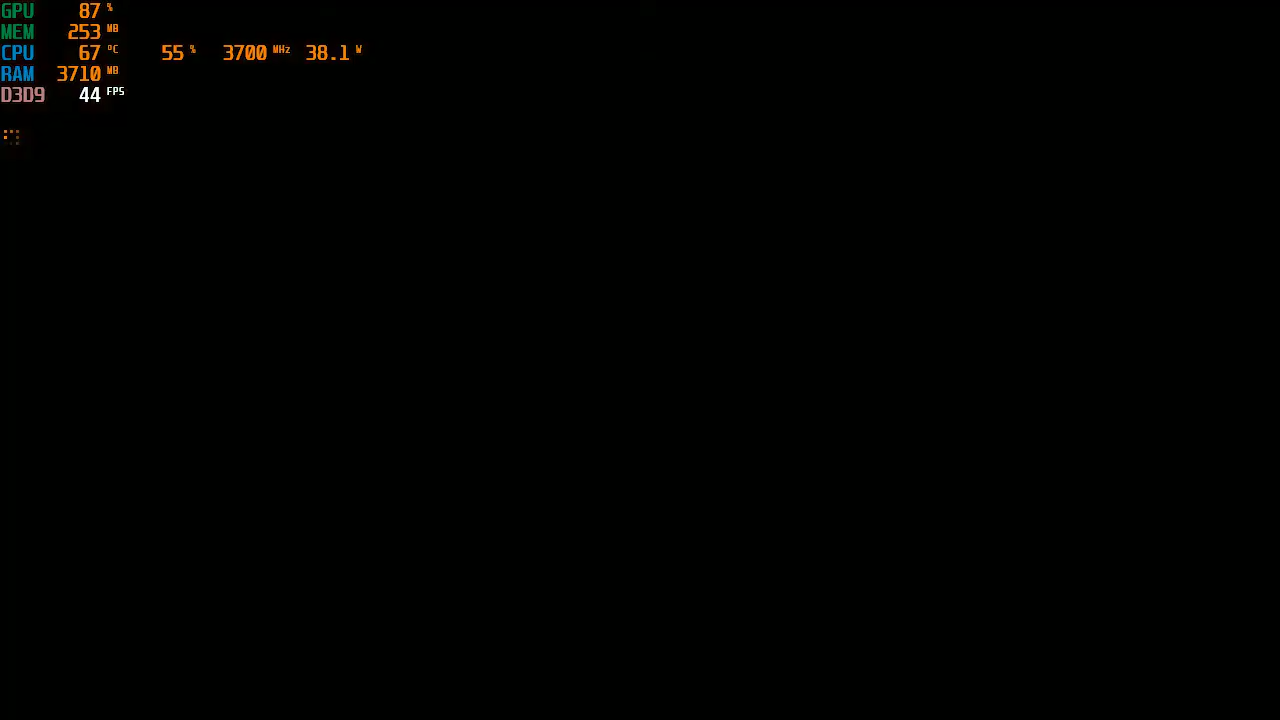 GPU 87 %
MEM 253 MB
CPU 67 °C 55 % 3700 MHz 38.1 W
RAM 3710 MB
D3D9 44 FPS